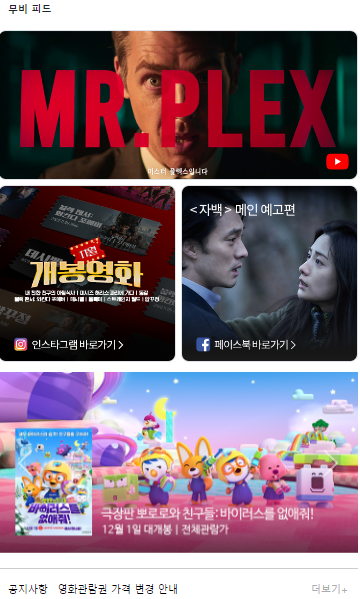 무비 피드
MR.PLEX
미스터 플렉스입니다
11월
개봉영화
<자백> 메인 예고편
인스타그램 바로가기 >
페이스북 바로가기 >
바이러스를
없애줘!
극장판 뽀로로와 친구들: 바이러스를 없애줘!
12월 1일 대개봉 | 전체관람가
공지사항 영화관람권 가격 변경 안내 더보기+